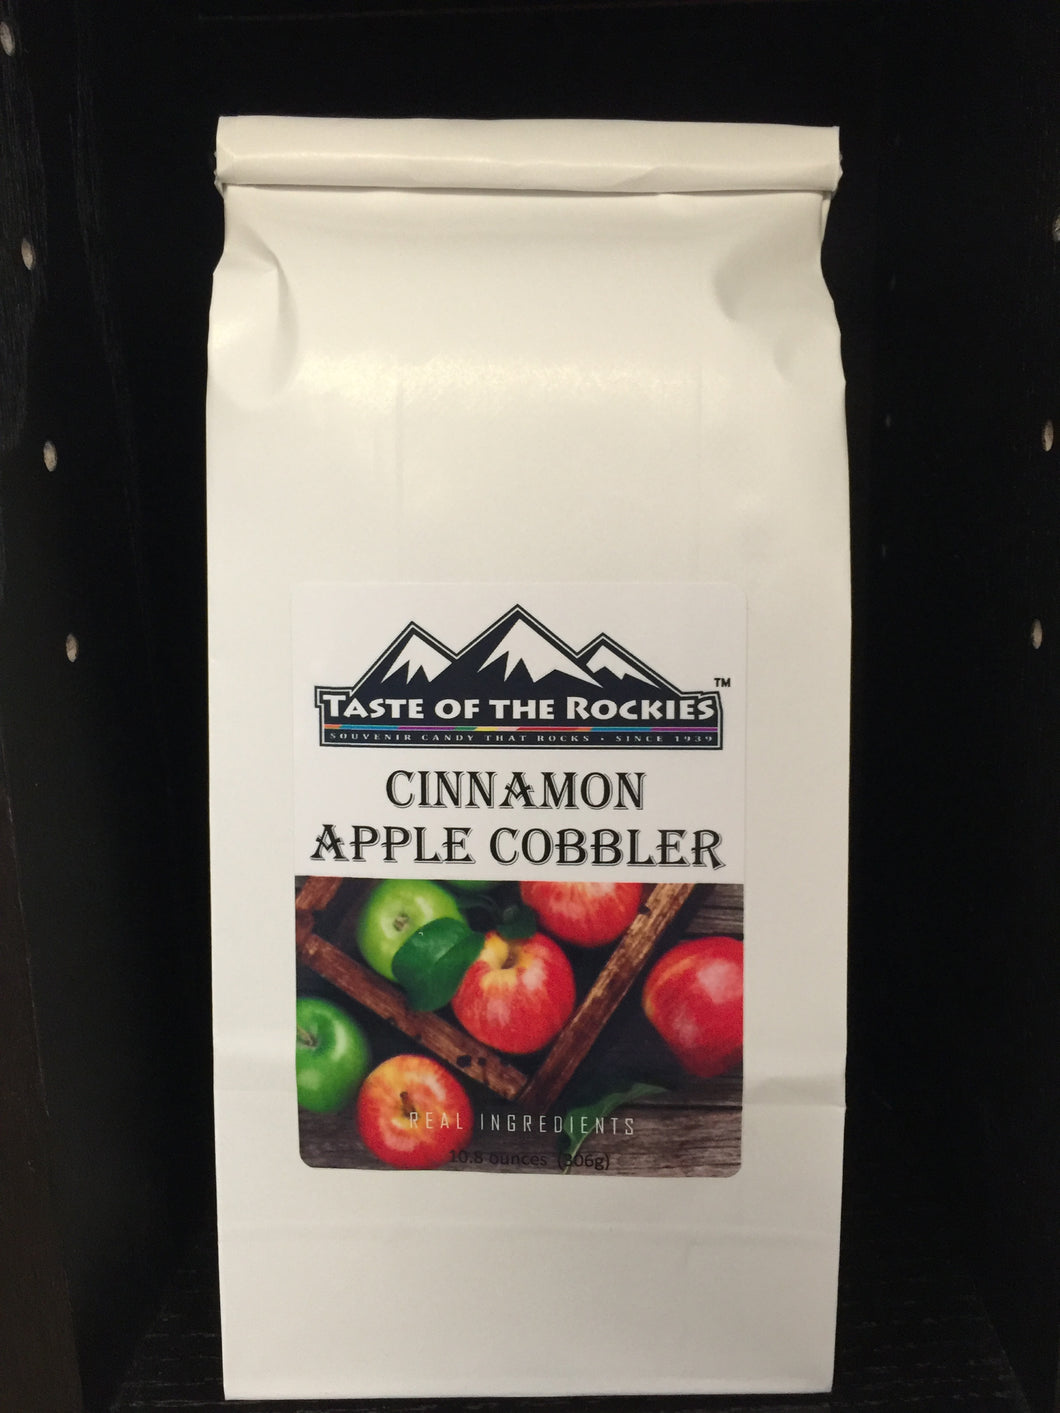 TASTE OF THE ROCKIES ™
SOUVENIR CANDY THAT ROCKS - SINCE 1939
CINNAMON
APPLE COBBLER
REAL INGREDIENTS
10.8 ounces (306g)